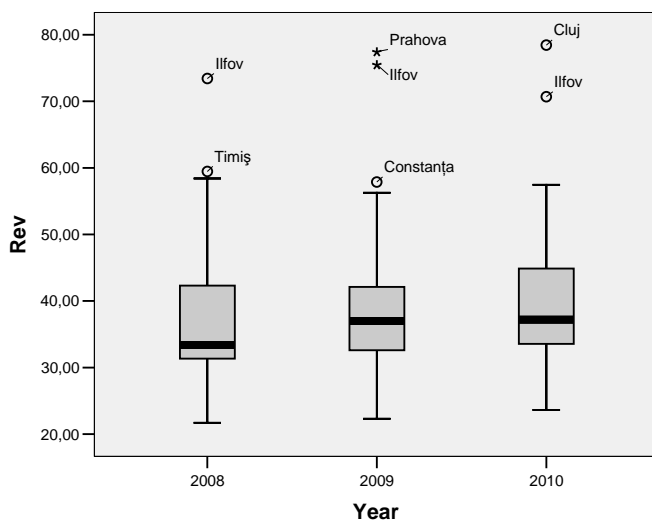 80,00
70,00
60,00
50,00
40,00
30,00
20,00
Rev
Ilfov
Timiş
Prahova
Ilfov
Constanța
Cluj
Ilfov
2008
2009
2010
Year